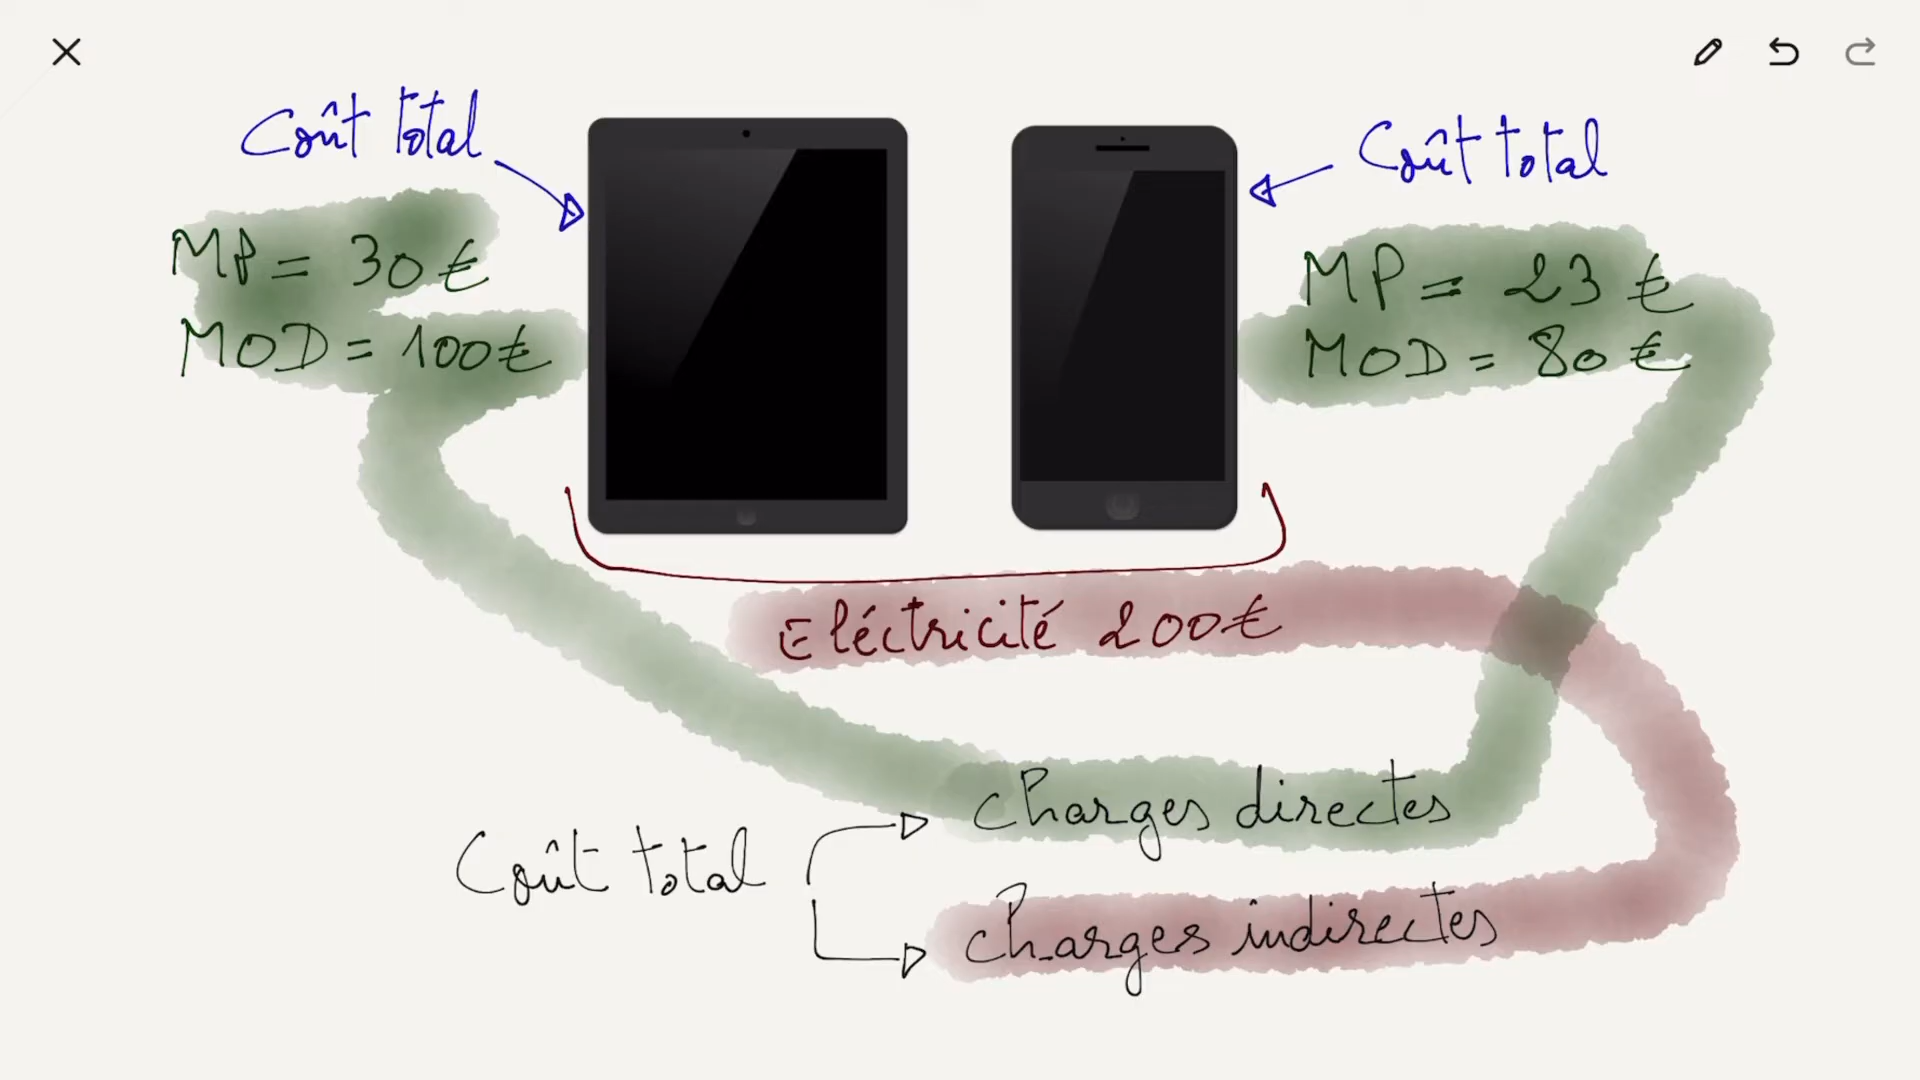 Coût total
MP = 30 €
MOD = 100 €
Coût total
MP = 23 €
MOD = 80 €
Eléctricité 200 €
Coût total
Charges directes
Charges indirectes